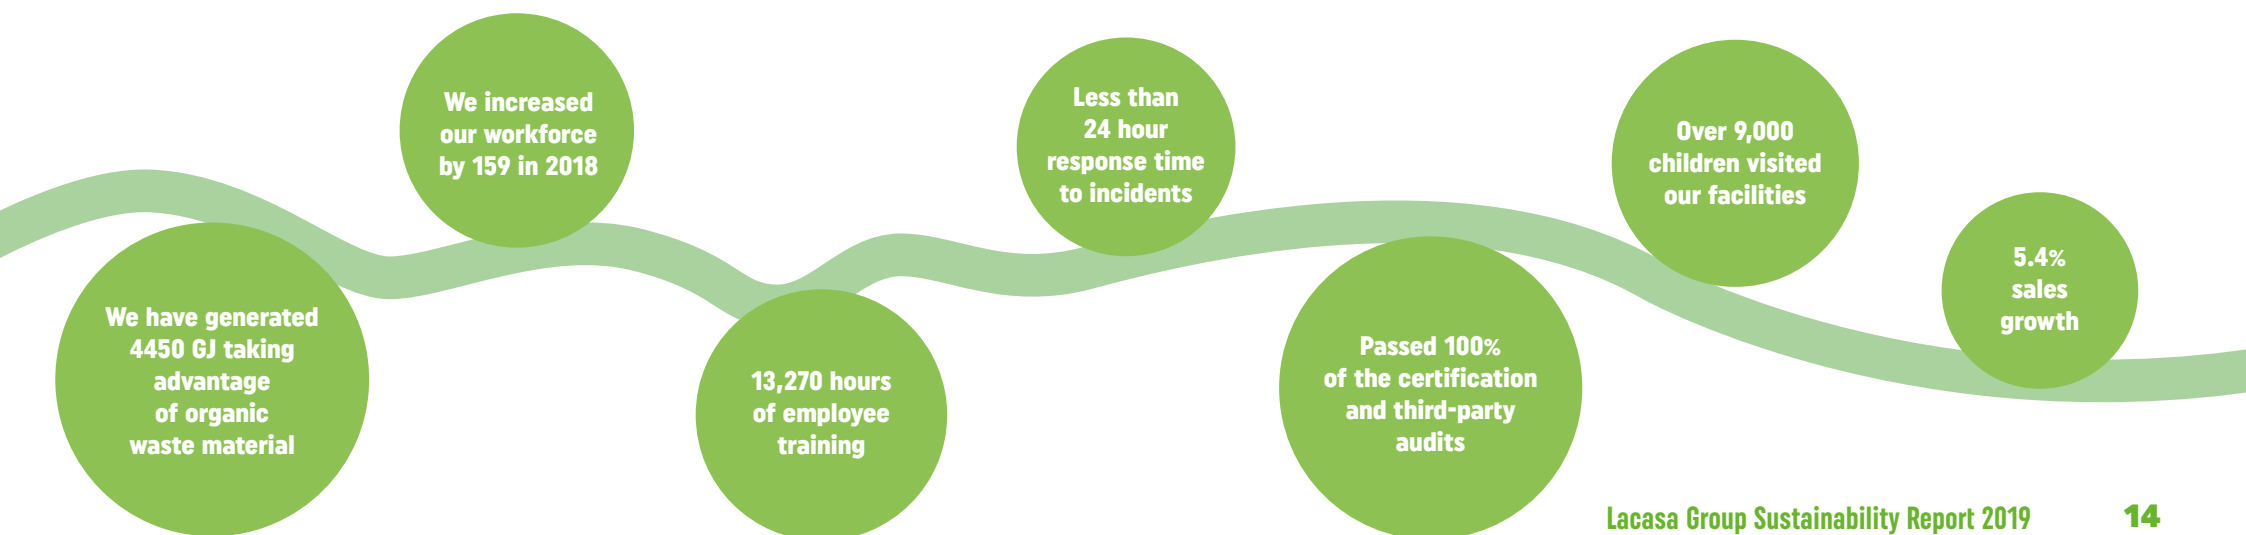 We have generated
4450 GJ taking
advantage
of organic
waste material
We increased
our workforce
by 159 in 2018
13,270 hours
of employee
training
Less than
24 hour
response time
to incidents
Passed 100%
of the certification
and third-party
audits
Over 9,000
children visited
our facilities
5.4%
sales
growth
Lacasa Group Sustainability Report 2019 14